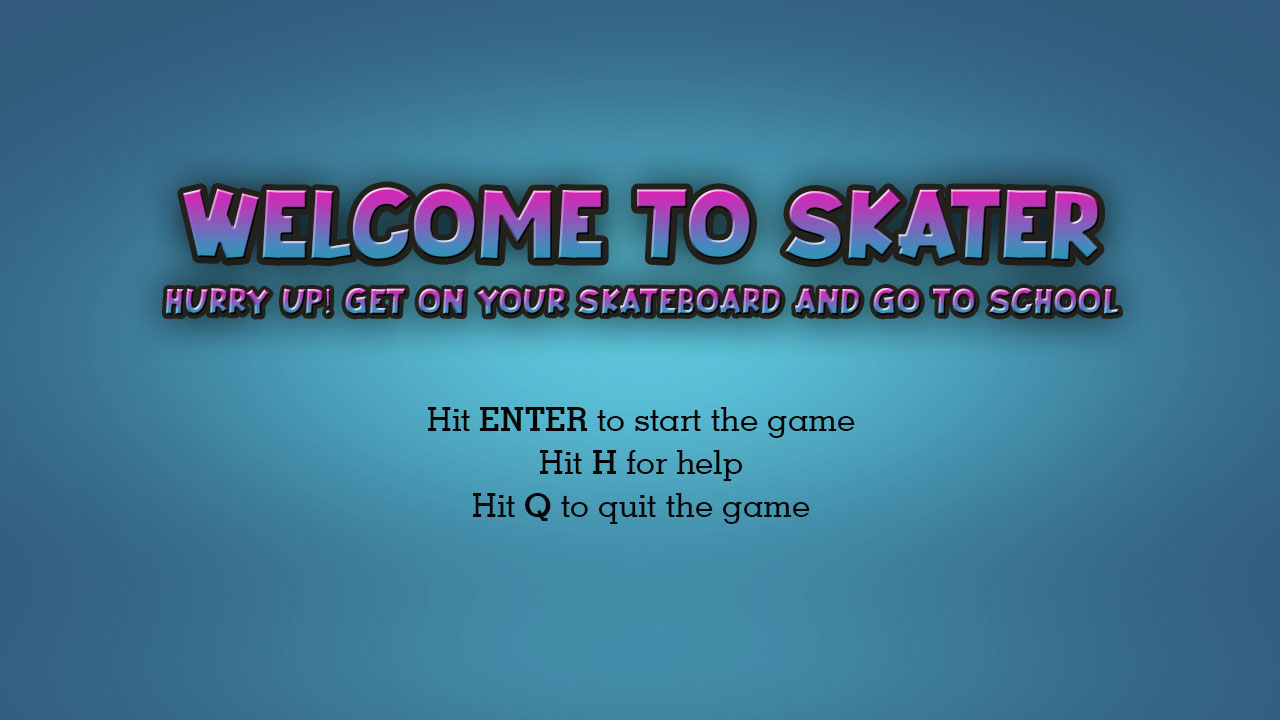 WELCOME TO SKATER
HURRY UP! GET ON YOUR SKATEBOARD AND GO TO SCHOOL
Hit ENTER to start the game
Hit H for help
Hit Q to quit the game